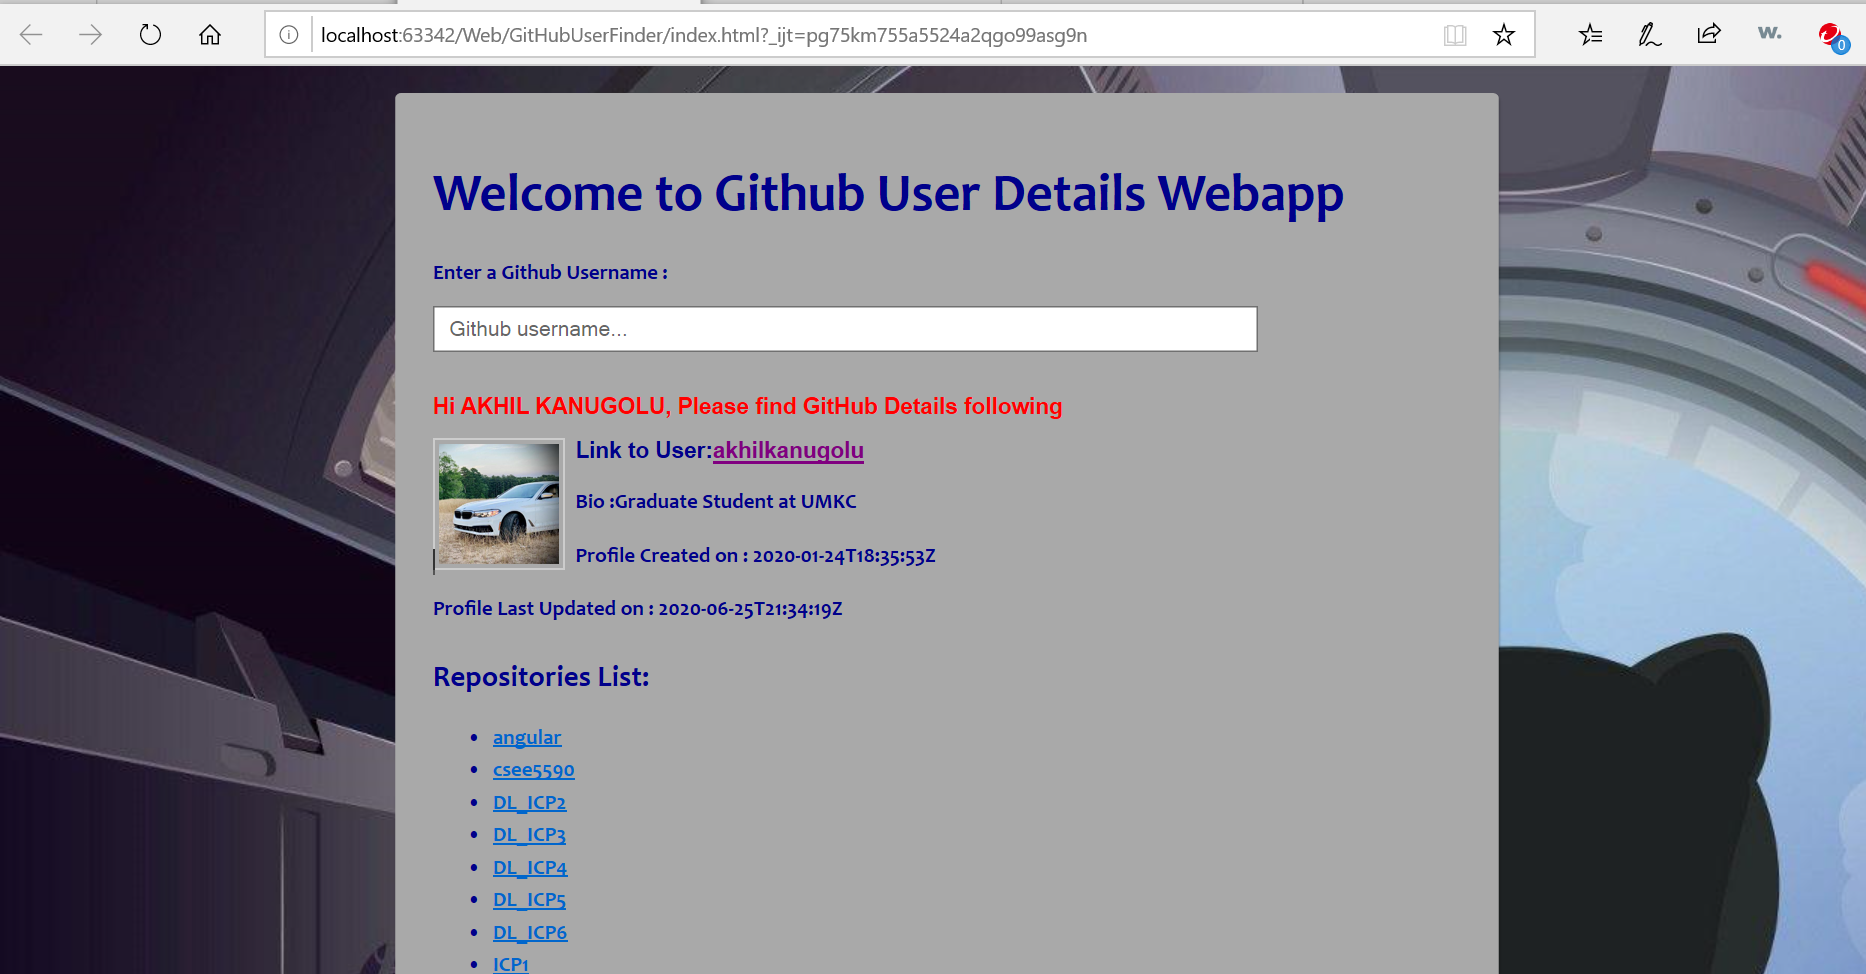 localhost:63342/Web/GitHubUserFinder/index.html?_ijt=pg75km755a5524a2qgo99asg9n
w.
0
Welcome to Github User Details Webapp
Enter a Github Username :
Github username...
Hi AKHIL KANUGOLU, Please find GitHub Details following
Link to User:akhilkanugolu
Bio :Graduate Student at UMKC
Profile Created on : 2020-01-24T18:35:53Z
Profile Last Updated on : 2020-06-25T21:34:19Z
Repositories List:
• angular
• csee5590
• DL_ICP2
• DL_ICP3
• DL_ICP4
• DL_ICP5
• DL_ICP6
• ICP1